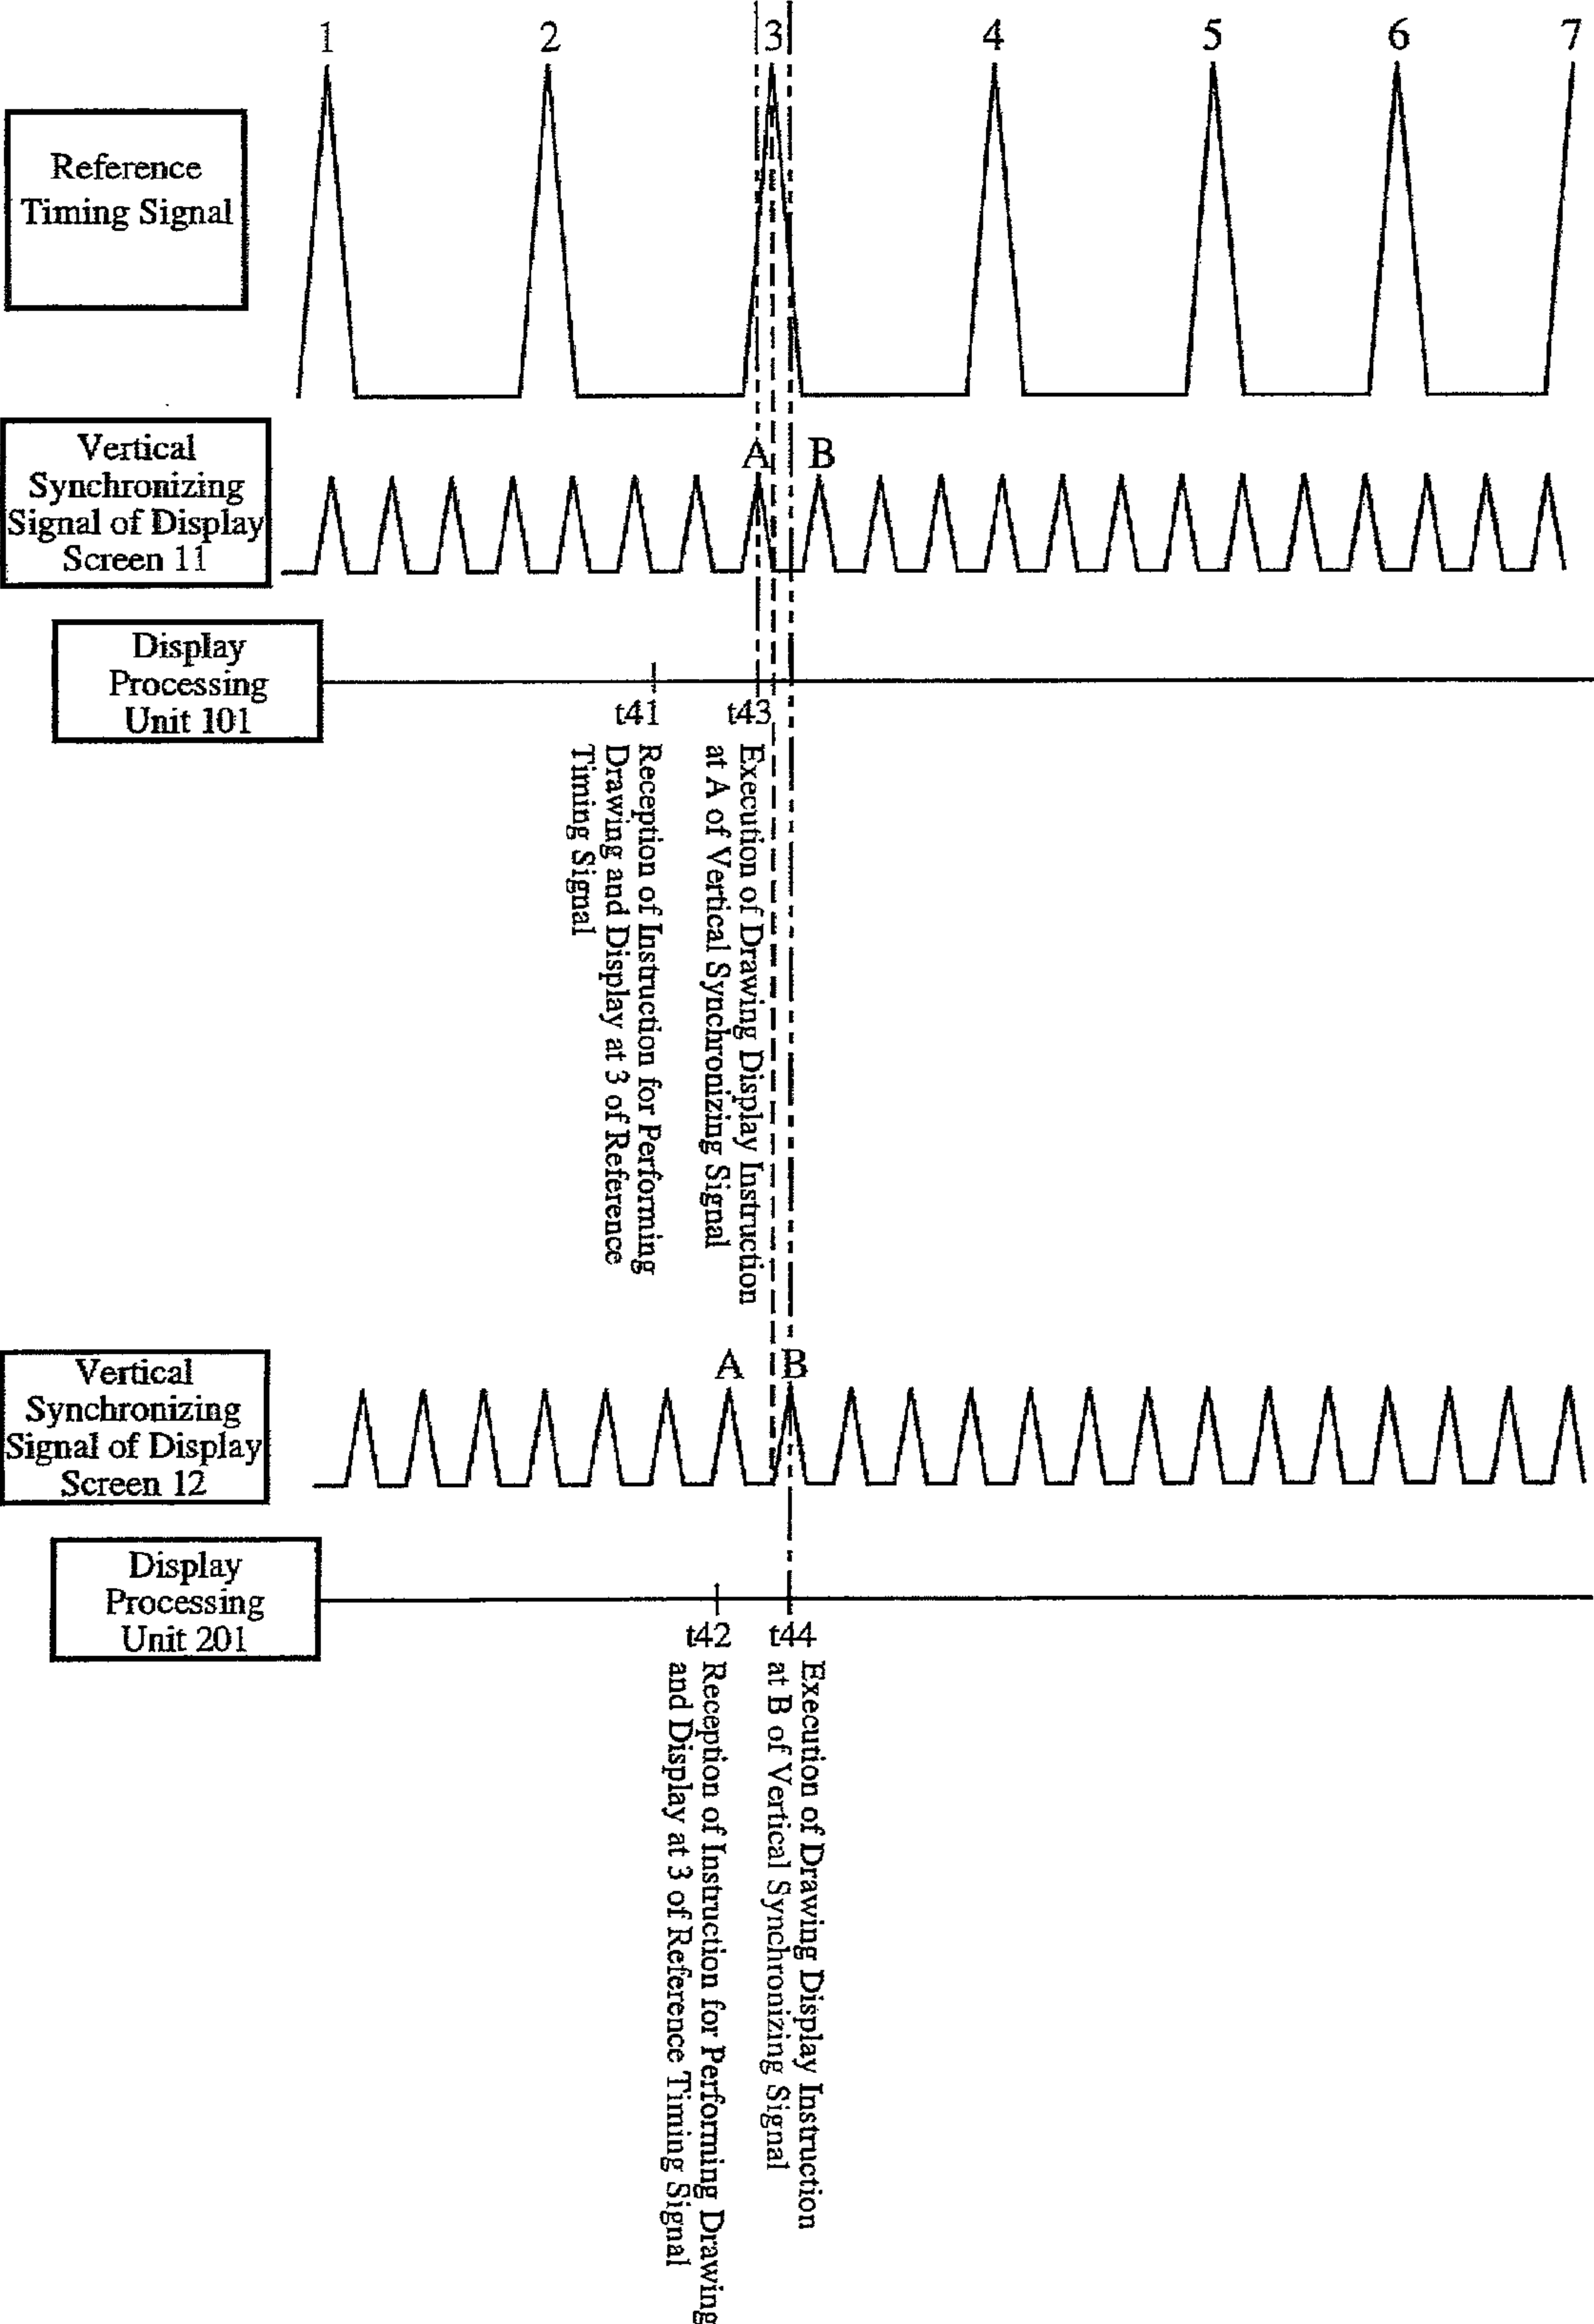 1 2 3 4 5 6 7
Reference
Timing Signal
A B
Vertical
Synchronizing
Signal of Display
Screen 11
Display
Processing
Unit 101
t41 t43
Reception of Instruction for Performing
Drawing and Display at 3 of Reference
Timing Signal
Execution of Drawing Display Instruction
at A of Vertical Synchronizing Signal
A B
Vertical
Synchronizing
Signal of Display
Screen 12
Display
Processing
Unit 201
t42 t44
Reception of Instruction for Performing Drawing
and Display at 3 of Reference Timing Signal
Execution of Drawing Display Instruction
at B of Vertical Synchronizing Signal